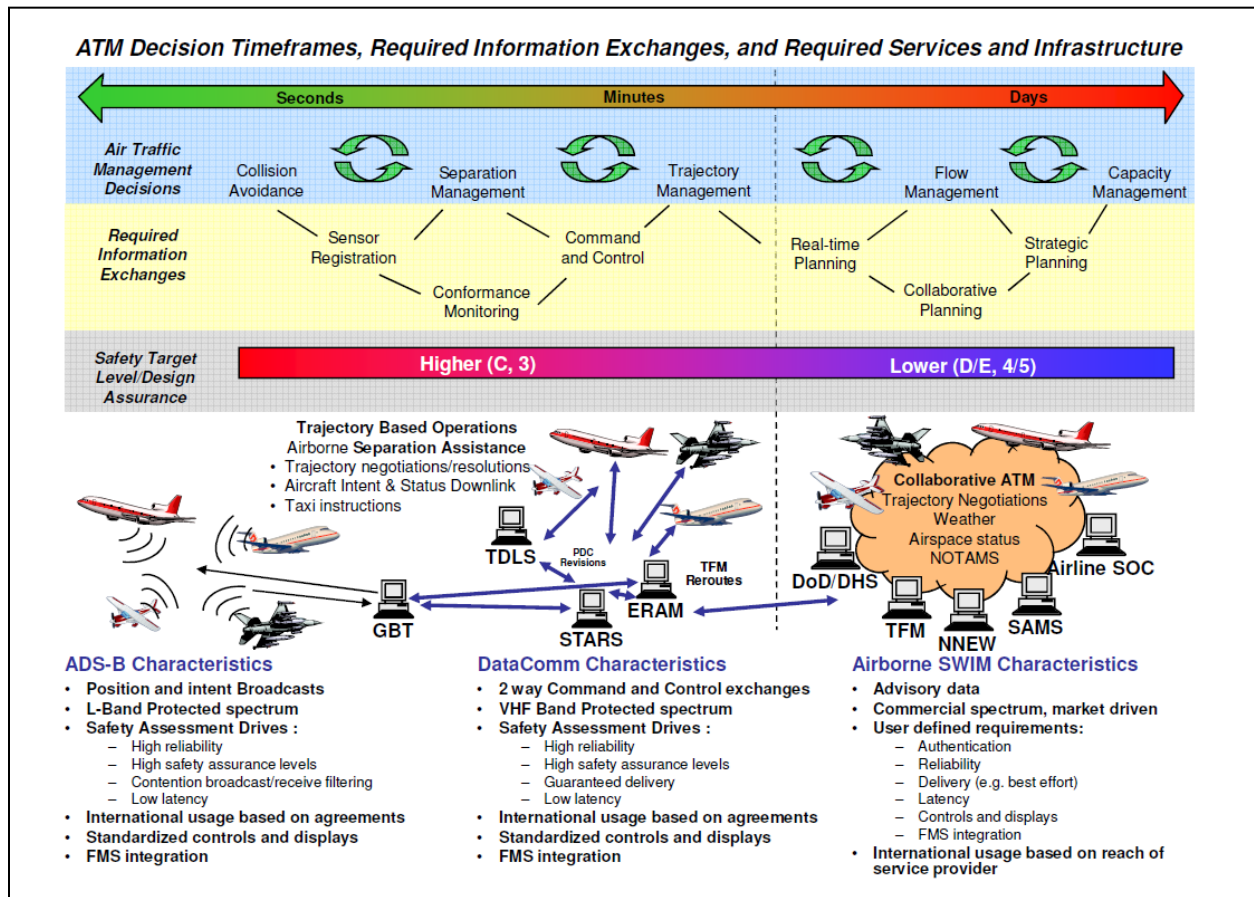 ATM Decision Timeframes, Required Information Exchanges, and Required Services and Infrastructure
Seconds
Minutes
Days
Air Traffic
Management
Decisions
Collision
Avoidance
Separation
Management
Trajectory
Management
Flow
Management
Capacity
Management
Required
Information
Exchanges
Sensor
Registration
Command
and Control
Real-time
Planning
Strategic
Planning
Conformance
Monitoring
Collaborative
Planning
Safety Target
Level/Design
Assurance
Higher (C, 3)
Lower (D/E, 4/5)
Trajectory Based Operations
Airborne Separation Assistance
• Trajectory negotiations/resolutions
• Aircraft Intent & Status Downlink
• Taxi instructions
TDLS
PDC
Revisions
TFM
Reroutes
GBT
STARS
ERAM
Collaborative ATM
Trajectory Negotiations
Weather
Airspace status
NOTAMS
DoD/DHS
Airline SOC
TFM
NNEW
SAMS
ADS-B Characteristics
• Position and intent Broadcasts
• L-Band Protected spectrum
• Safety Assessment Drives :
– High reliability
– High safety assurance levels
– Contention broadcast/receive filtering
– Low latency
• International usage based on agreements
• Standardized controls and displays
• FMS integration
DataComm Characteristics
• 2 way Command and Control exchanges
• VHF Band Protected spectrum
• Safety Assessment Drives :
– High reliability
– High safety assurance levels
– Guaranteed delivery
– Low latency
• International usage based on agreements
• Standardized controls and displays
• FMS integration
Airborne SWIM Characteristics
• Advisory data
• Commercial spectrum, market driven
• User defined requirements:
– Authentication
– Reliability
– Delivery (e.g. best effort)
– Latency
– Controls and displays
– FMS integration
• International usage based on reach of
service provider